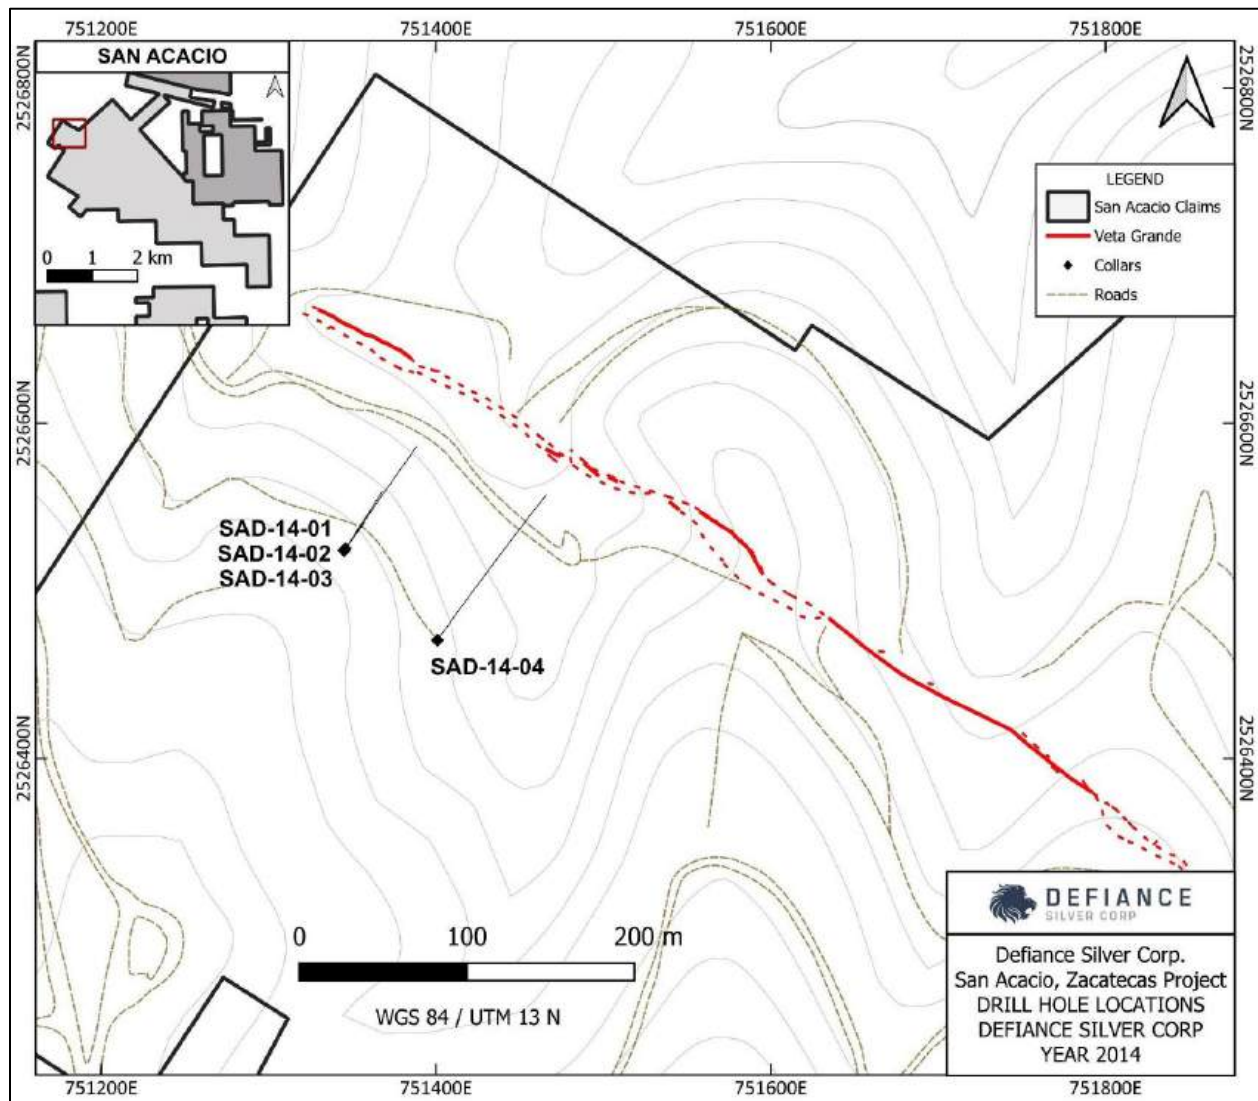 751200E
751400E
751600E
751800E
2526800N
2526800N
SAN ACACIO
0 1 2 km
LEGEND
San Acacio Claims
Veta Grande
Collars
Roads
2526600N
2526600N
SAD-14-01
SAD-14-02
SAD-14-03
SAD-14-04
2526400N
2526400N
0 100 200 m
WGS 84 / UTM 13 N
DEFIANCE
SILVER CORP
Defiance Silver Corp.
San Acacio, Zacatecas Project
DRILL HOLE LOCATIONS
DEFIANCE SILVER CORP
YEAR 2014
751200E
751400E
751600E
751800E